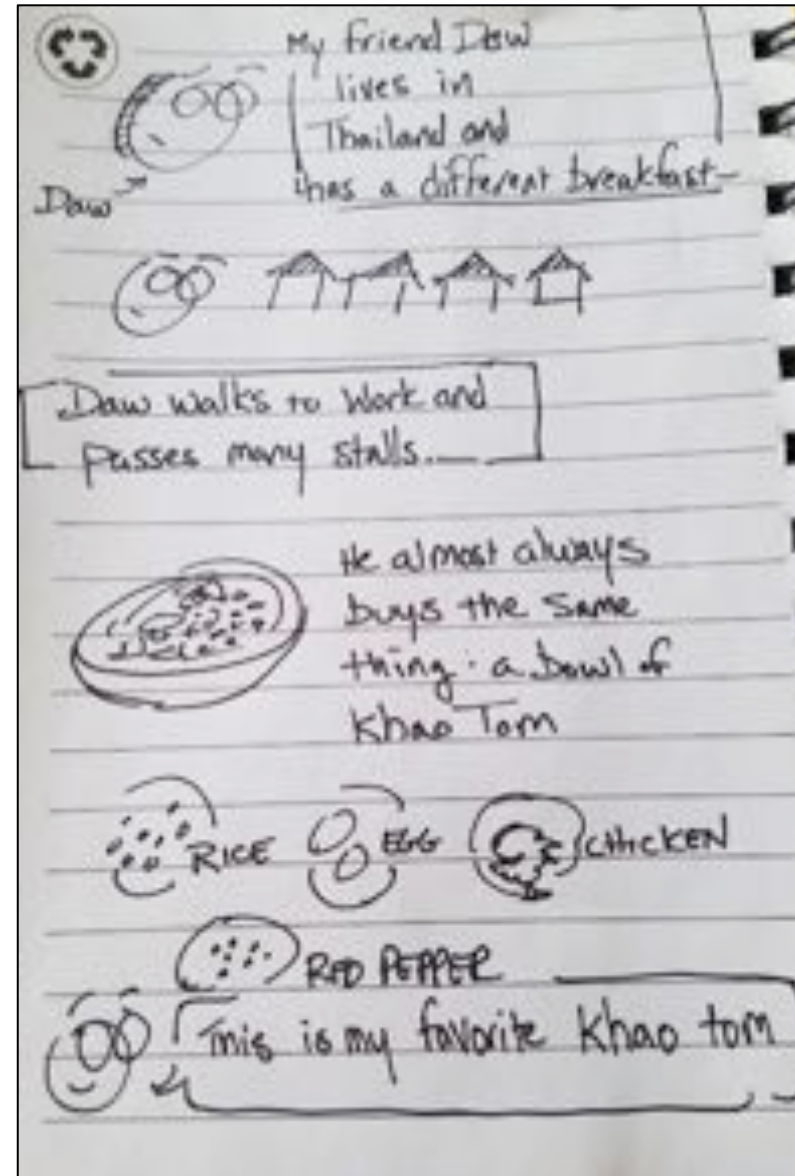 My friend Daw
lives in
Thailand and
has a different breakfast
Daw
Daw walks to work and
passes many stalls.
He almost always
buys the same
thing: a bowl of
Khao Tom
RICE
EGG
CHICKEN
RED PEPPER
This is my favorite Khao tom